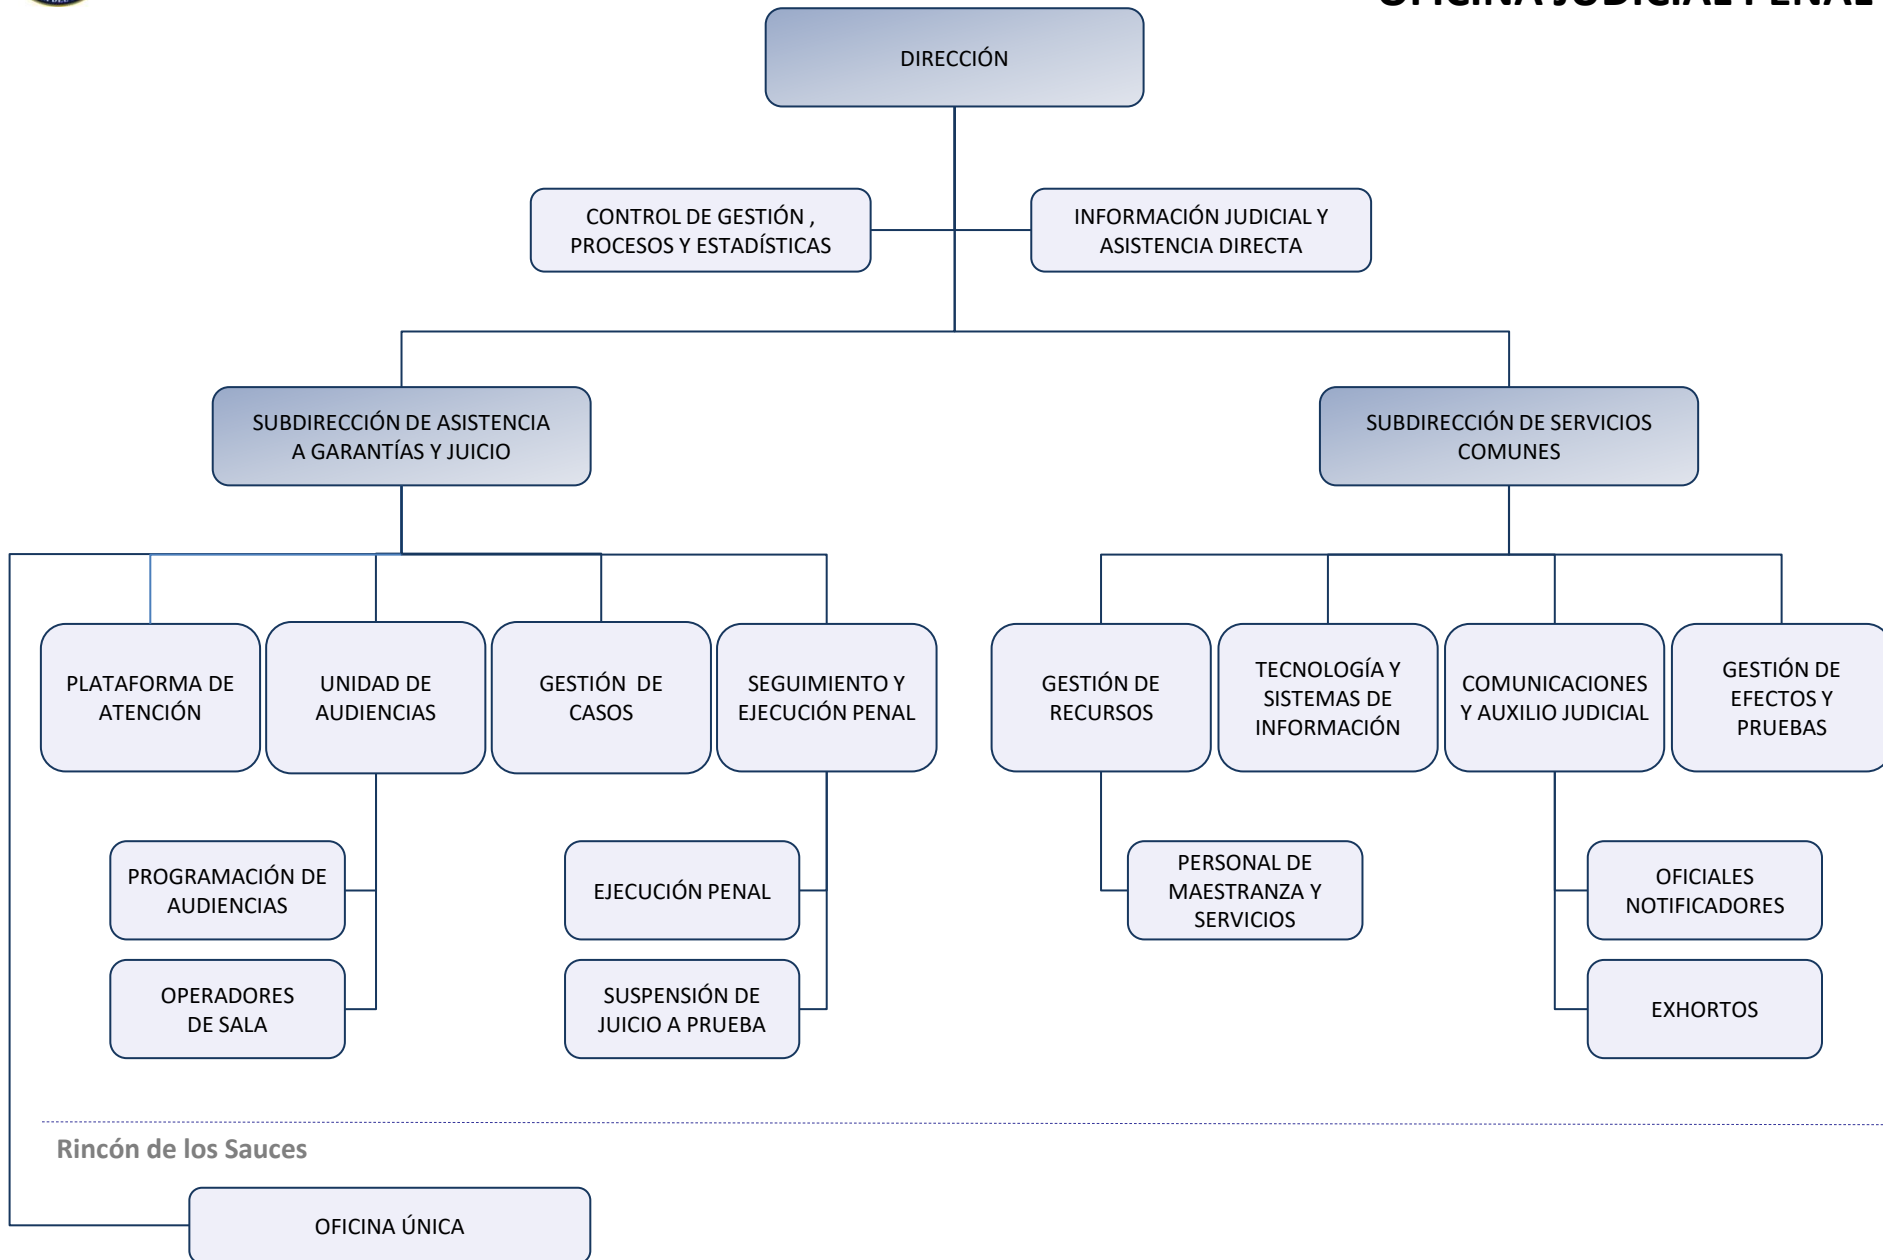 OFICINA JUDICIAL PENAL
DIRECCIÓN
CONTROL DE GESTIÓN ,
PROCESOS Y ESTADÍSTICAS
INFORMACIÓN JUDICIAL Y
ASISTENCIA DIRECTA
SUBDIRECCIÓN DE ASISTENCIA
A GARANTÍAS Y JUICIO
SUBDIRECCIÓN DE SERVICIOS
COMUNES
PLATAFORMA DE
ATENCIÓN
UNIDAD DE
AUDIENCIAS
GESTIÓN DE
CASOS
SEGUIMIENTO Y
EJECUCIÓN PENAL
GESTIÓN DE
RECURSOS
TECNOLOGÍA Y
SISTEMAS DE
INFORMACIÓN
COMUNICACIONES
Y AUXILIO JUDICIAL
GESTIÓN DE
EFECTOS Y
PRUEBAS
PROGRAMACIÓN DE
AUDIENCIAS
EJECUCIÓN PENAL
PERSONAL DE
MAESTRANZA Y
SERVICIOS
OFICIALES
NOTIFICADORES
OPERADORES
DE SALA
SUSPENSIÓN DE
JUICIO A PRUEBA
EXHORTOS
Rincón de los Sauces
OFICINA ÚNICA